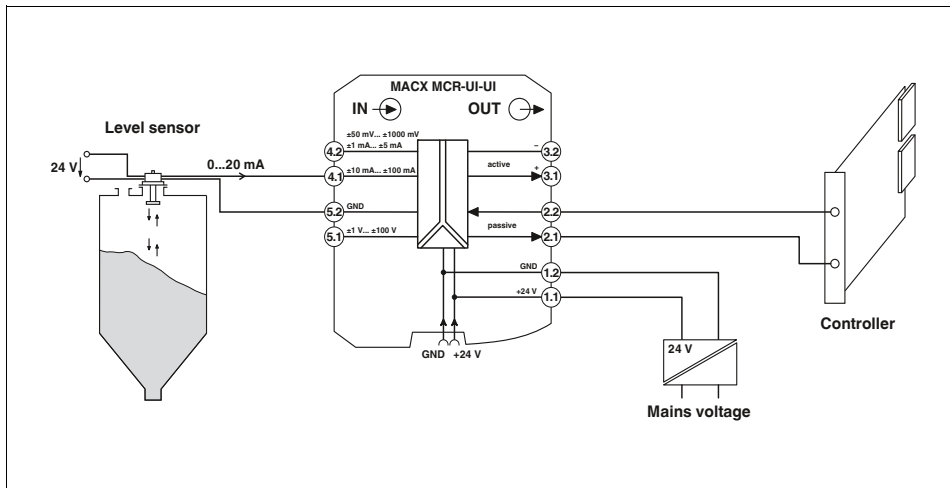 MACX MCR-UI-UI
IN
OUT
Level sensor
24 V
0...20 mA
±50 mV... ±1000 mV
4.2
±1 mA... ±5 mA
4.1
±10 mA... ±100 mA
5.2
GND
5.1
±1 V... ±100 V
–
3.2
active
+
3.1
2.2
passive
2.1
GND
1.2
+24 V
1.1
GND +24 V
24 V
Mains voltage
Controller